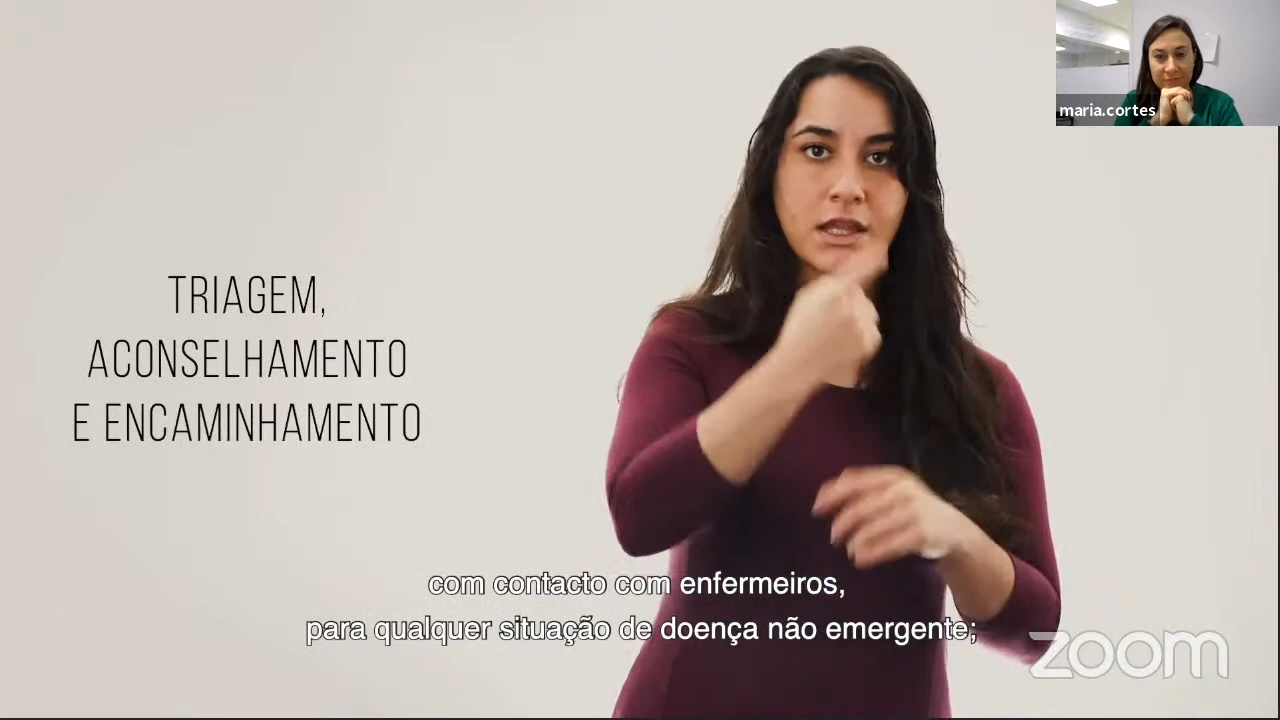 maria.cortes
TRIAGEM,
ACONSELHAMENTO
E ENCAMINHAMENTO
com contacto com enfermeiros,
para qualquer situação de doença não emergente;
zoom